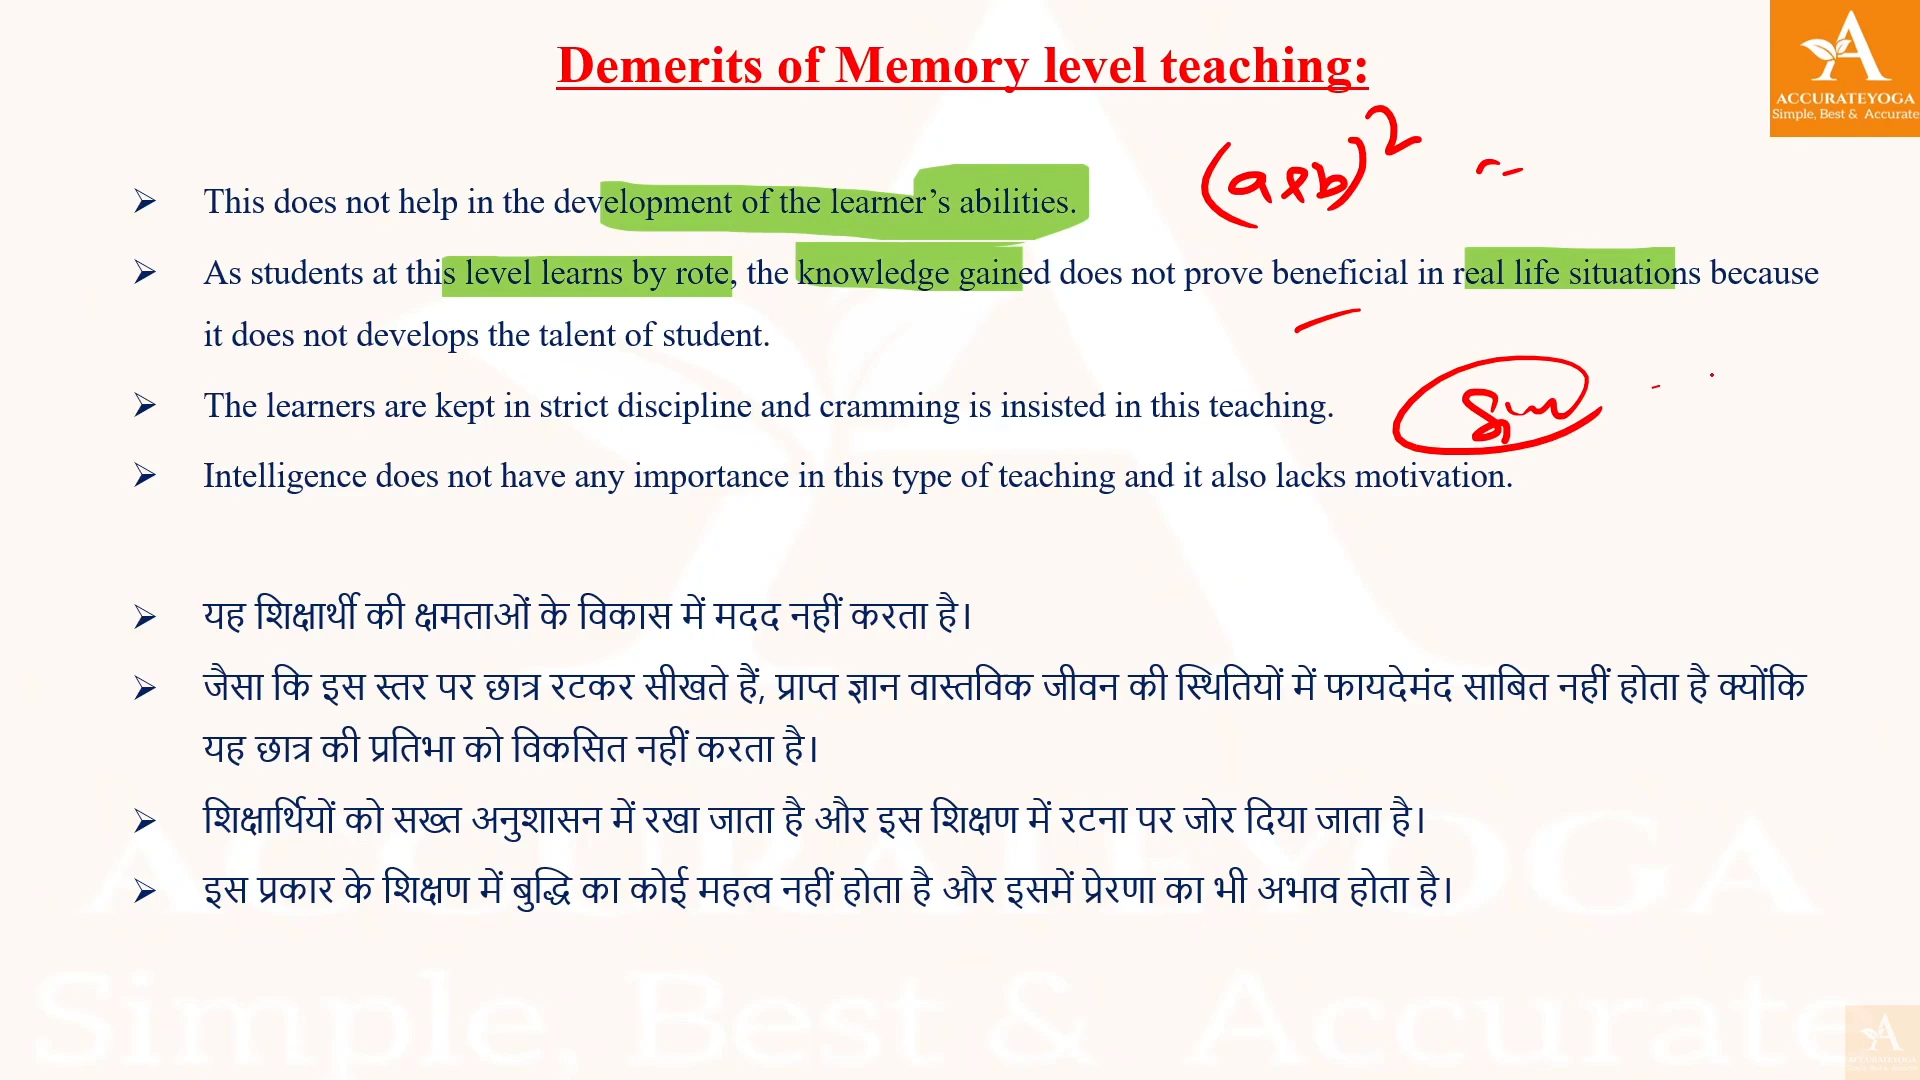 Demerits of Memory level teaching:
ACCURATEYOGA
Simple, Best & Accurate
(a+b)²
➢ This does not help in the development of the learner’s abilities.
➢ As students at this level learns by rote, the knowledge gained does not prove beneficial in real life situations because
it does not develops the talent of student.
➢ The learners are kept in strict discipline and cramming is insisted in this teaching.
➢ Intelligence does not have any importance in this type of teaching and it also lacks motivation.
➢ यह शिक्षार्थी की क्षमताओं के विकास में मदद नहीं करता है।
➢ जैसा कि इस स्तर पर छात्र रटकर सीखते हैं, प्राप्त ज्ञान वास्तविक जीवन की स्थितियों में फायदेमंद साबित नहीं होता है क्योंकि
यह छात्र की प्रतिभा को विकसित नहीं करता है।
➢ शिक्षार्थियों को सख्त अनुशासन में रखा जाता है और इस शिक्षण में रटना पर जोर दिया जाता है।
➢ इस प्रकार के शिक्षण में बुद्धि का कोई महत्व नहीं होता है और इसमें प्रेरणा का भी अभाव होता है।
ACCURATEYOGA
Simple, Best & Accurate